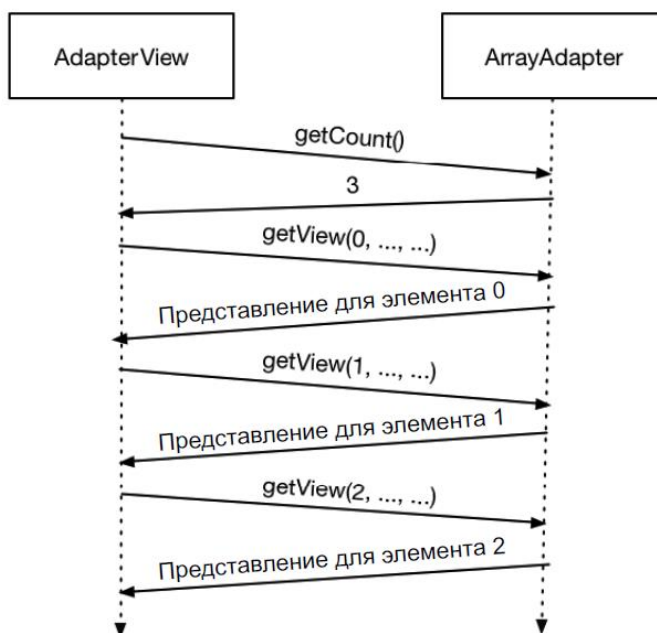 AdapterView
ArrayAdapter
getCount()
3
getView(0, ..., ...)
Представление для элемента 0
getView(1, ..., ...)
Представление для элемента 1
getView(2, ..., ...)
Представление для элемента 2